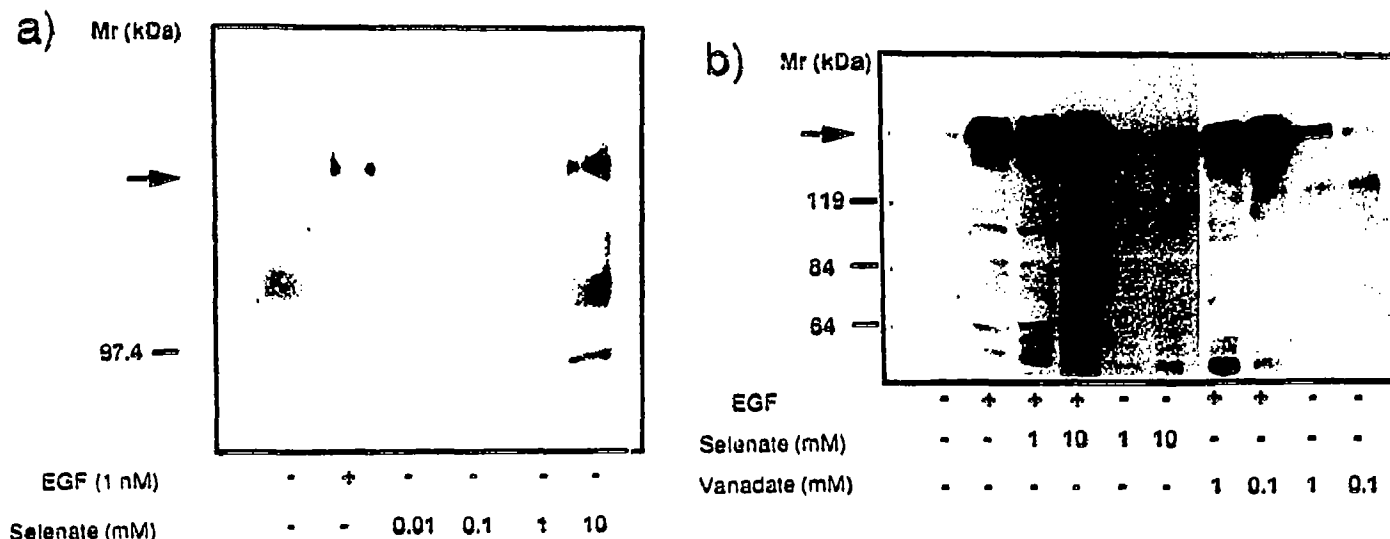 a) Mr (kDa)
97.4
EGF (1 nM) - + - - - -
Selenate (mM) - - 0.01 0.1 1 10
b) Mr (kDa)
119
84
64
EGF - + + + - - + + - -
Selenate (mM) - - 1 10 1 10 - - - -
Vanadate (mM) - - - - - - 1 0.1 1 0.1